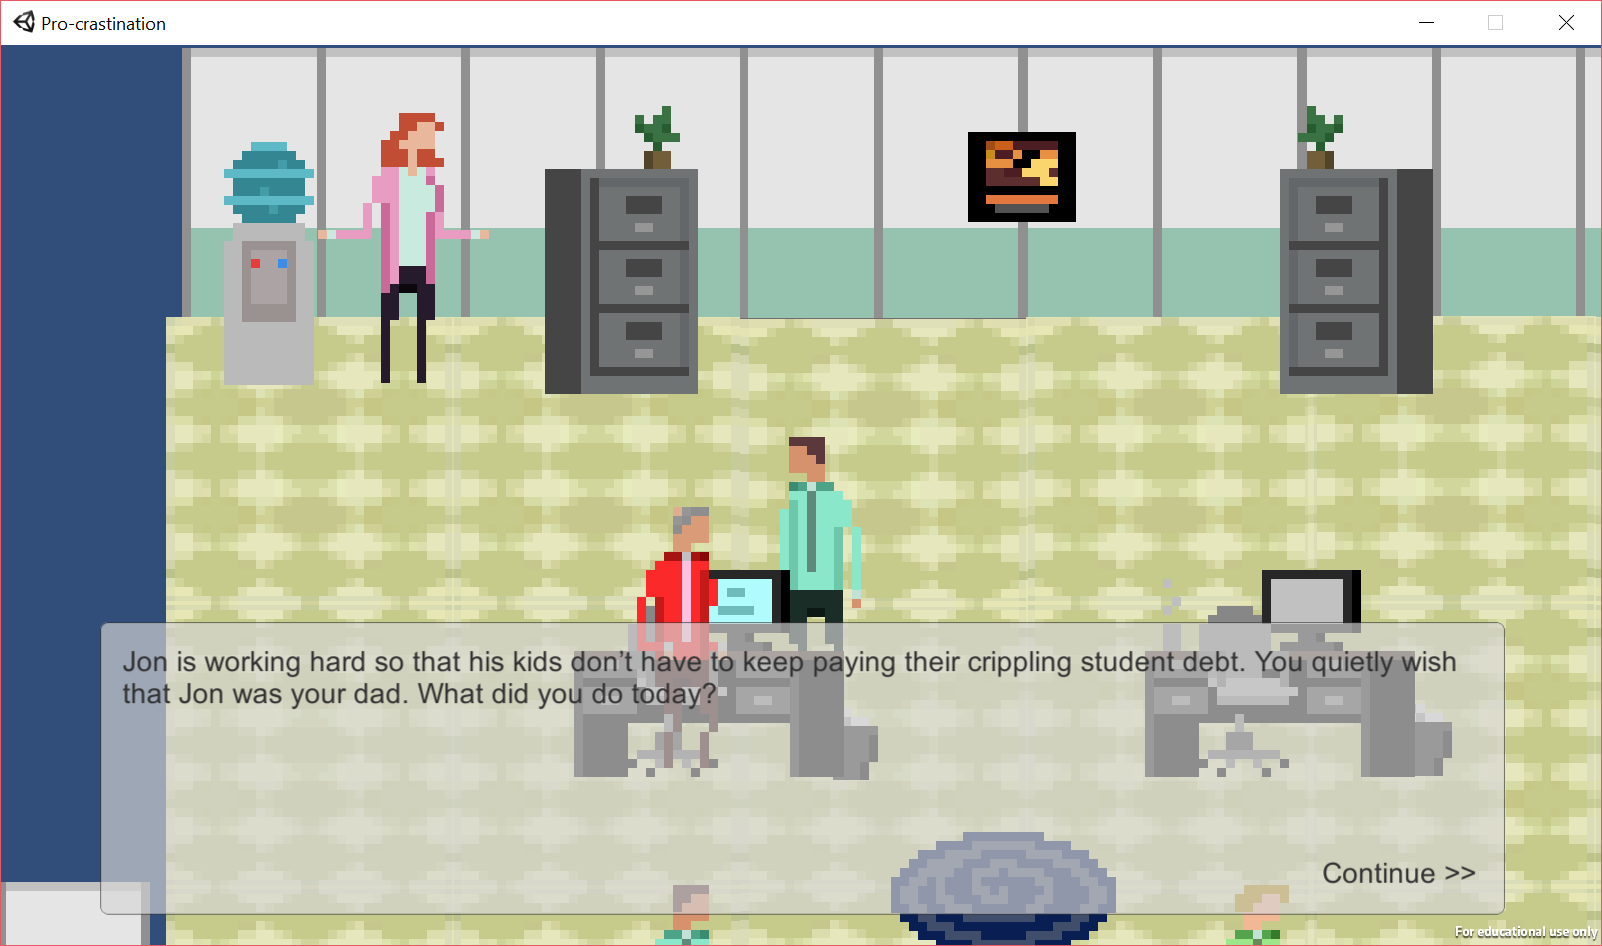 Pro-crastination
Jon is working hard so that his kids don't have to keep paying their crippling student debt. You quietly wish
that Jon was your dad. What did you do today?
Continue >>
For educational use only